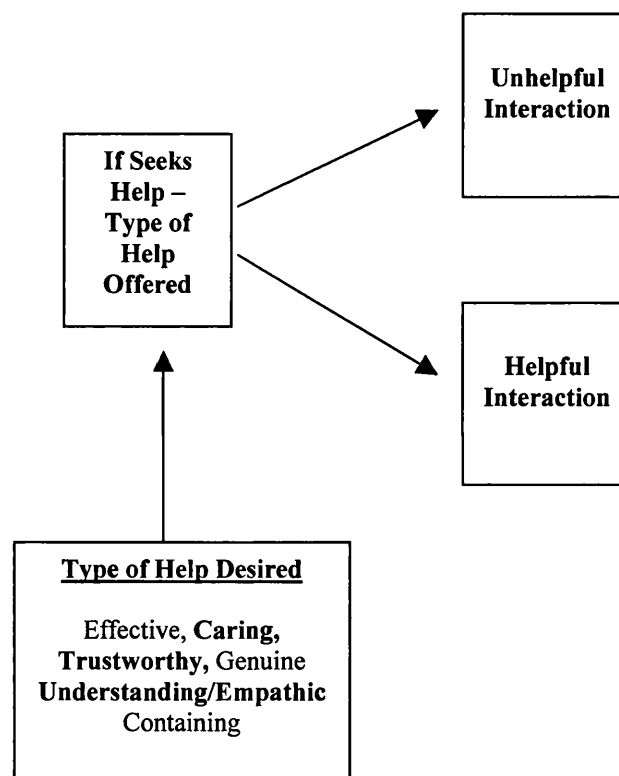 Unhelpful
Interaction
If Seeks
Help –
Type of
Help
Offered
Helpful
Interaction
Type of Help Desired
Effective, Caring,
Trustworthy, Genuine
Understanding/Empathic
Containing